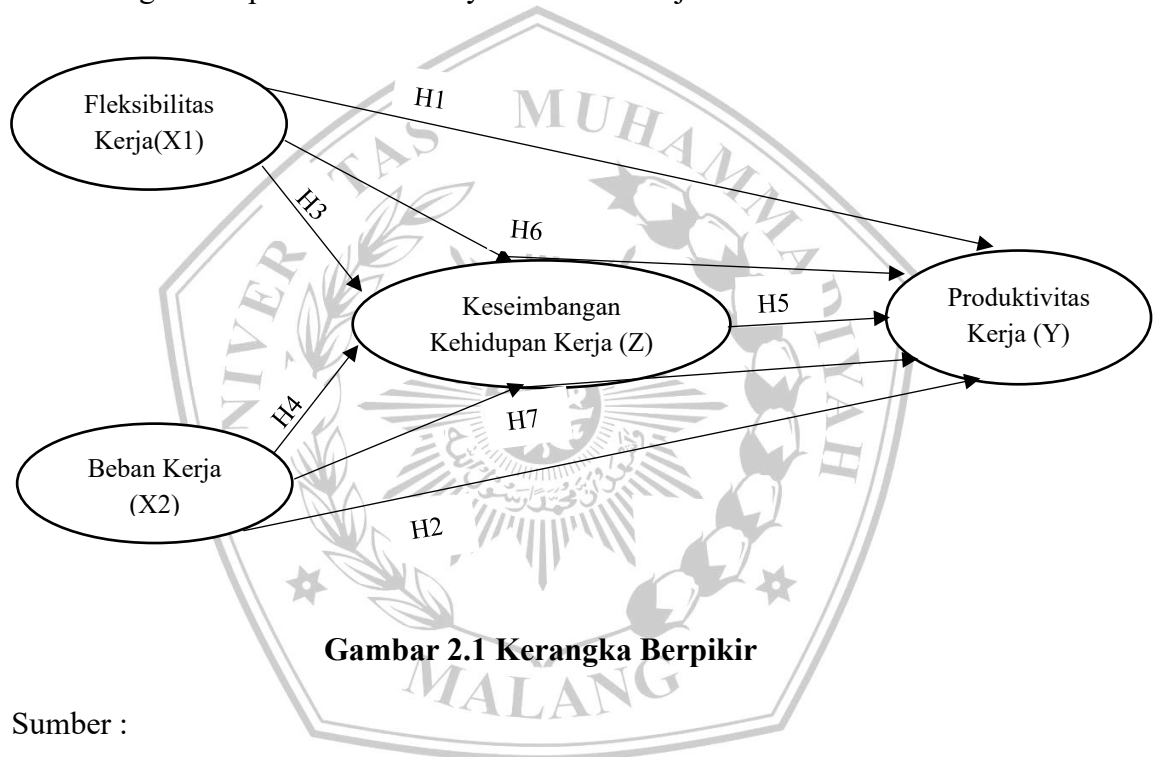 Fleksibilitas
Kerja(X1)
H1
H3
H6
Keseimbangan
Kehidupan Kerja (Z)
H5
Produktivitas
Kerja (Y)
H4
H7
Beban Kerja
(X2)
H2
Gambar 2.1 Kerangka Berpikir
MALANG
Sumber :